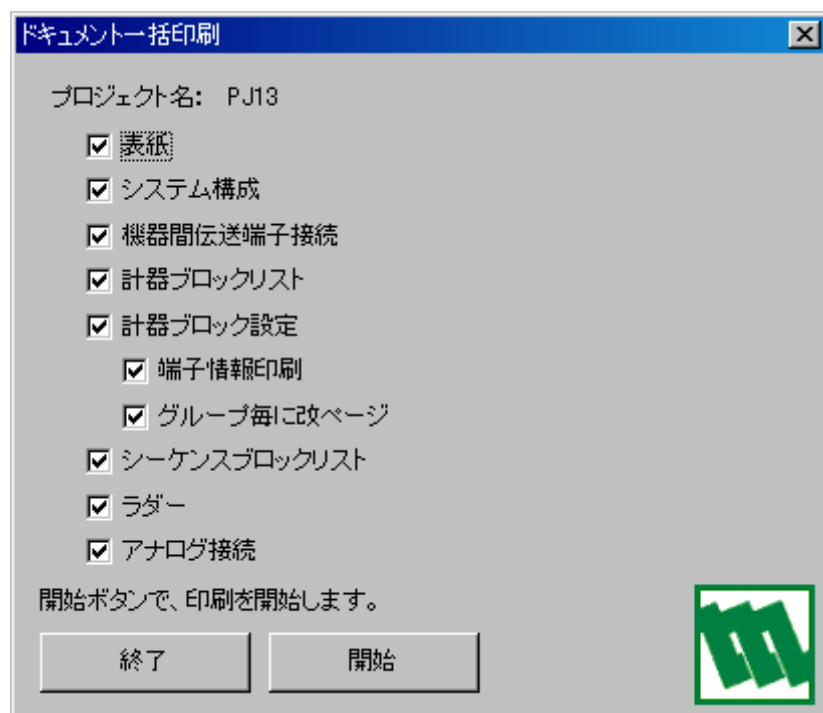 ドキュメント一括印刷
プロジェクト名: PJ13
表紙
システム構成
機器間伝送端子接続
計器ブロックリスト
計器ブロック設定
端子情報印刷
グループ毎に改ページ
シーケンスブロックリスト
ラダー
アナログ接続
開始ボタンで、印刷を開始します。
終了 開始